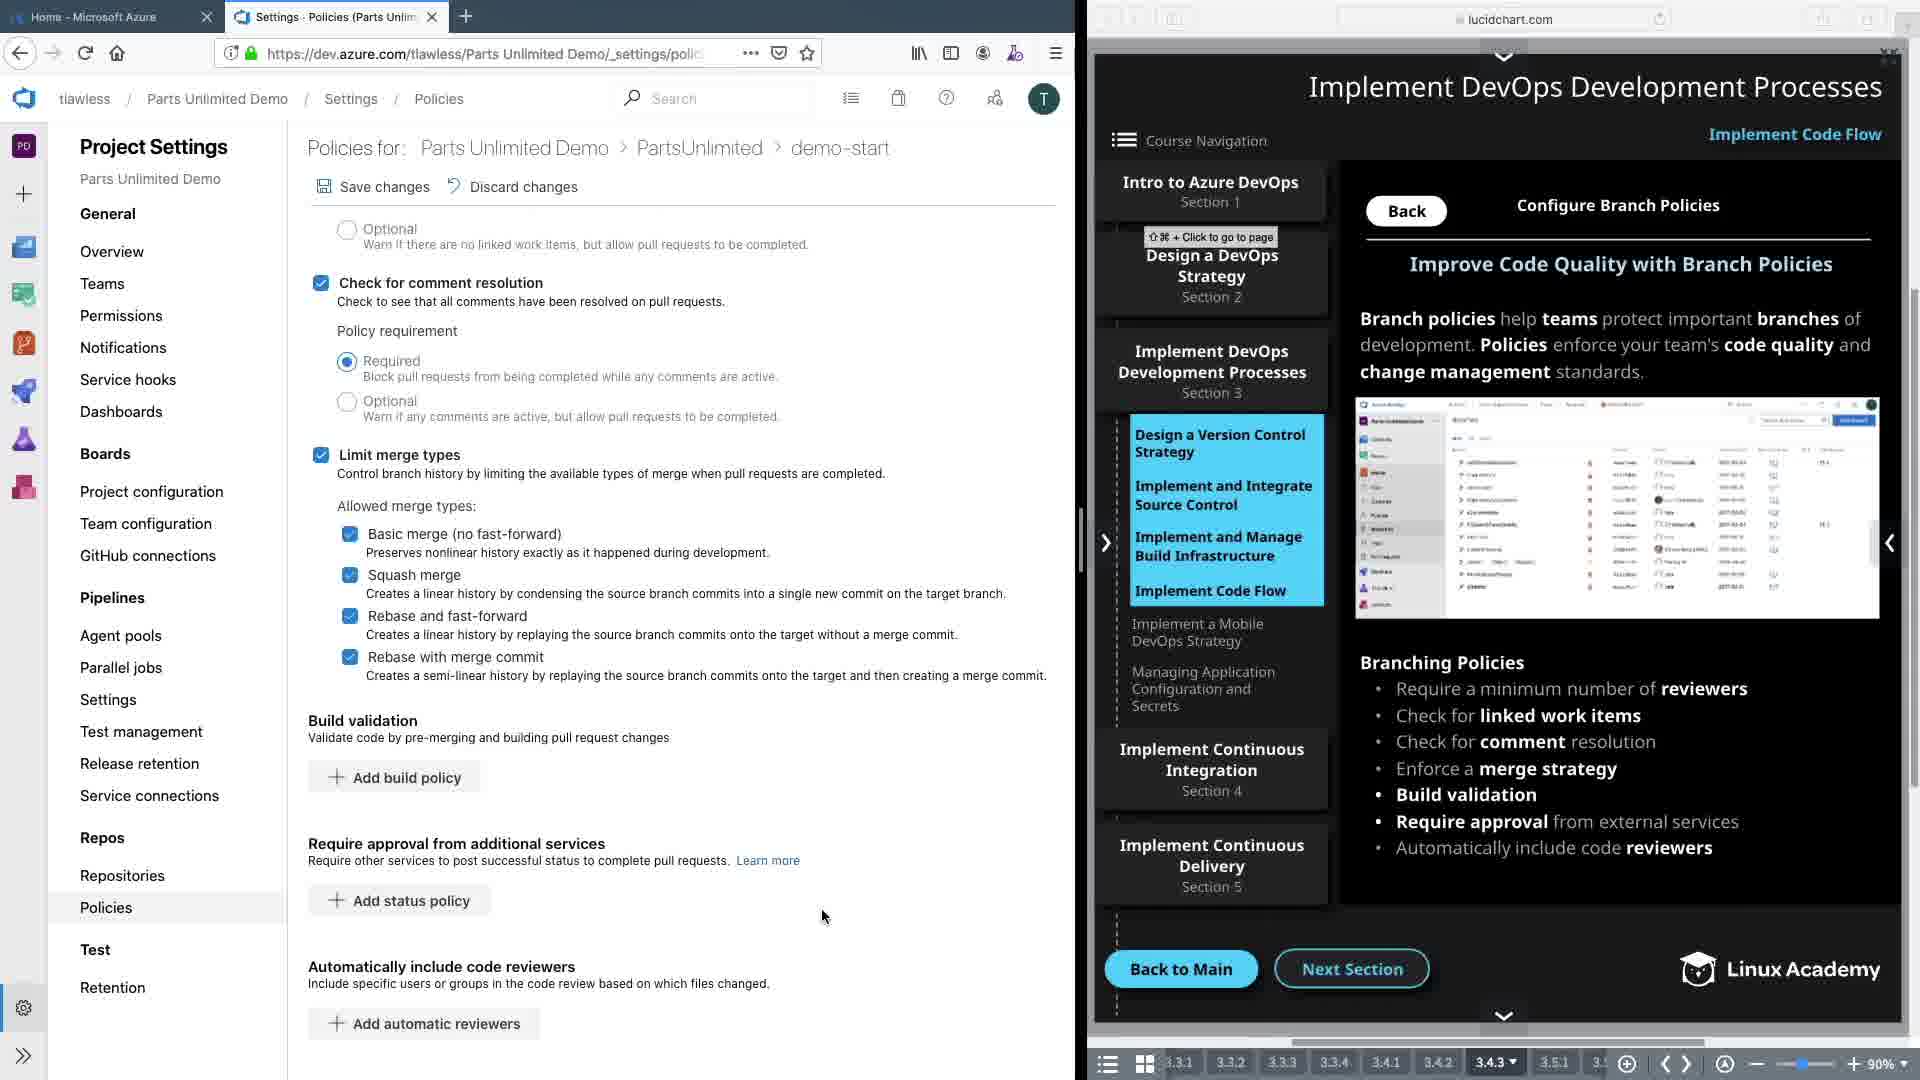 Home - Microsoft Azure
Settings · Policies (Parts Unlim
https://dev.azure.com/tlawless/Parts Unlimited Demo/_settings/polic
tlawless / Parts Unlimited Demo / Settings / Policies
Search
T
PD
Project Settings
Parts Unlimited Demo
General
Overview
Teams
Permissions
Notifications
Service hooks
Dashboards
Boards
Project configuration
Team configuration
GitHub connections
Pipelines
Agent pools
Parallel jobs
Settings
Test management
Release retention
Service connections
Repos
Repositories
Policies
Test
Retention
Policies for: Parts Unlimited Demo > PartsUnlimited > demo-start
Save changes Discard changes
Optional
Warn if there are no linked work items, but allow pull requests to be completed.
Check for comment resolution
Check to see that all comments have been resolved on pull requests.
Policy requirement
Required
Block pull requests from being completed while any comments are active.
Optional
Warn if any comments are active, but allow pull requests to be completed.
Limit merge types
Control branch history by limiting the available types of merge when pull requests are completed.
Allowed merge types:
Basic merge (no fast-forward)
Preserves nonlinear history exactly as it happened during development.
Squash merge
Creates a linear history by condensing the source branch commits into a single new commit on the target branch.
Rebase and fast-forward
Creates a linear history by replaying the source branch commits onto the target without a merge commit.
Rebase with merge commit
Creates a semi-linear history by replaying the source branch commits onto the target and then creating a merge commit.
Build validation
Validate code by pre-merging and building pull request changes
Add build policy
Require approval from additional services
Require other services to post successful status to complete pull requests. Learn more
Add status policy
Automatically include code reviewers
Include specific users or groups in the code review based on which files changed.
Add automatic reviewers
lucidchart.com
Implement DevOps Development Processes
Implement Code Flow
Course Navigation
Intro to Azure DevOps
Section 1
⇧⌘ + Click to go to page
Design a DevOps
Strategy
Section 2
Implement DevOps
Development Processes
Section 3
Design a Version Control
Strategy
Implement and Integrate
Source Control
Implement and Manage
Build Infrastructure
Implement Code Flow
Implement a Mobile
DevOps Strategy
Managing Application
Configuration and
Secrets
Implement Continuous
Integration
Section 4
Implement Continuous
Delivery
Section 5
Back
Configure Branch Policies
Improve Code Quality with Branch Policies
Branch policies help teams protect important branches of
development. Policies enforce your team's code quality and
change management standards.
Branching Policies
• Require a minimum number of reviewers
• Check for linked work items
• Check for comment resolution
• Enforce a merge strategy
• Build validation
• Require approval from external services
• Automatically include code reviewers
Back to Main
Next Section
Linux Academy
3.3.1 3.3.2 3.3.3 3.3.4 3.4.1 3.4.2 3.4.3 3.5.1 90%